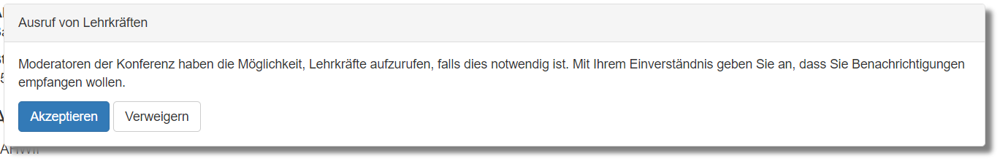 Ausruf von Lehrkräften
Moderatoren der Konferenz haben die Möglichkeit, Lehrkräfte aufzurufen, falls dies notwendig ist. Mit Ihrem Einverständnis geben Sie an, dass Sie Benachrichtigungen
empfangen wollen.
Akzeptieren Verweigern